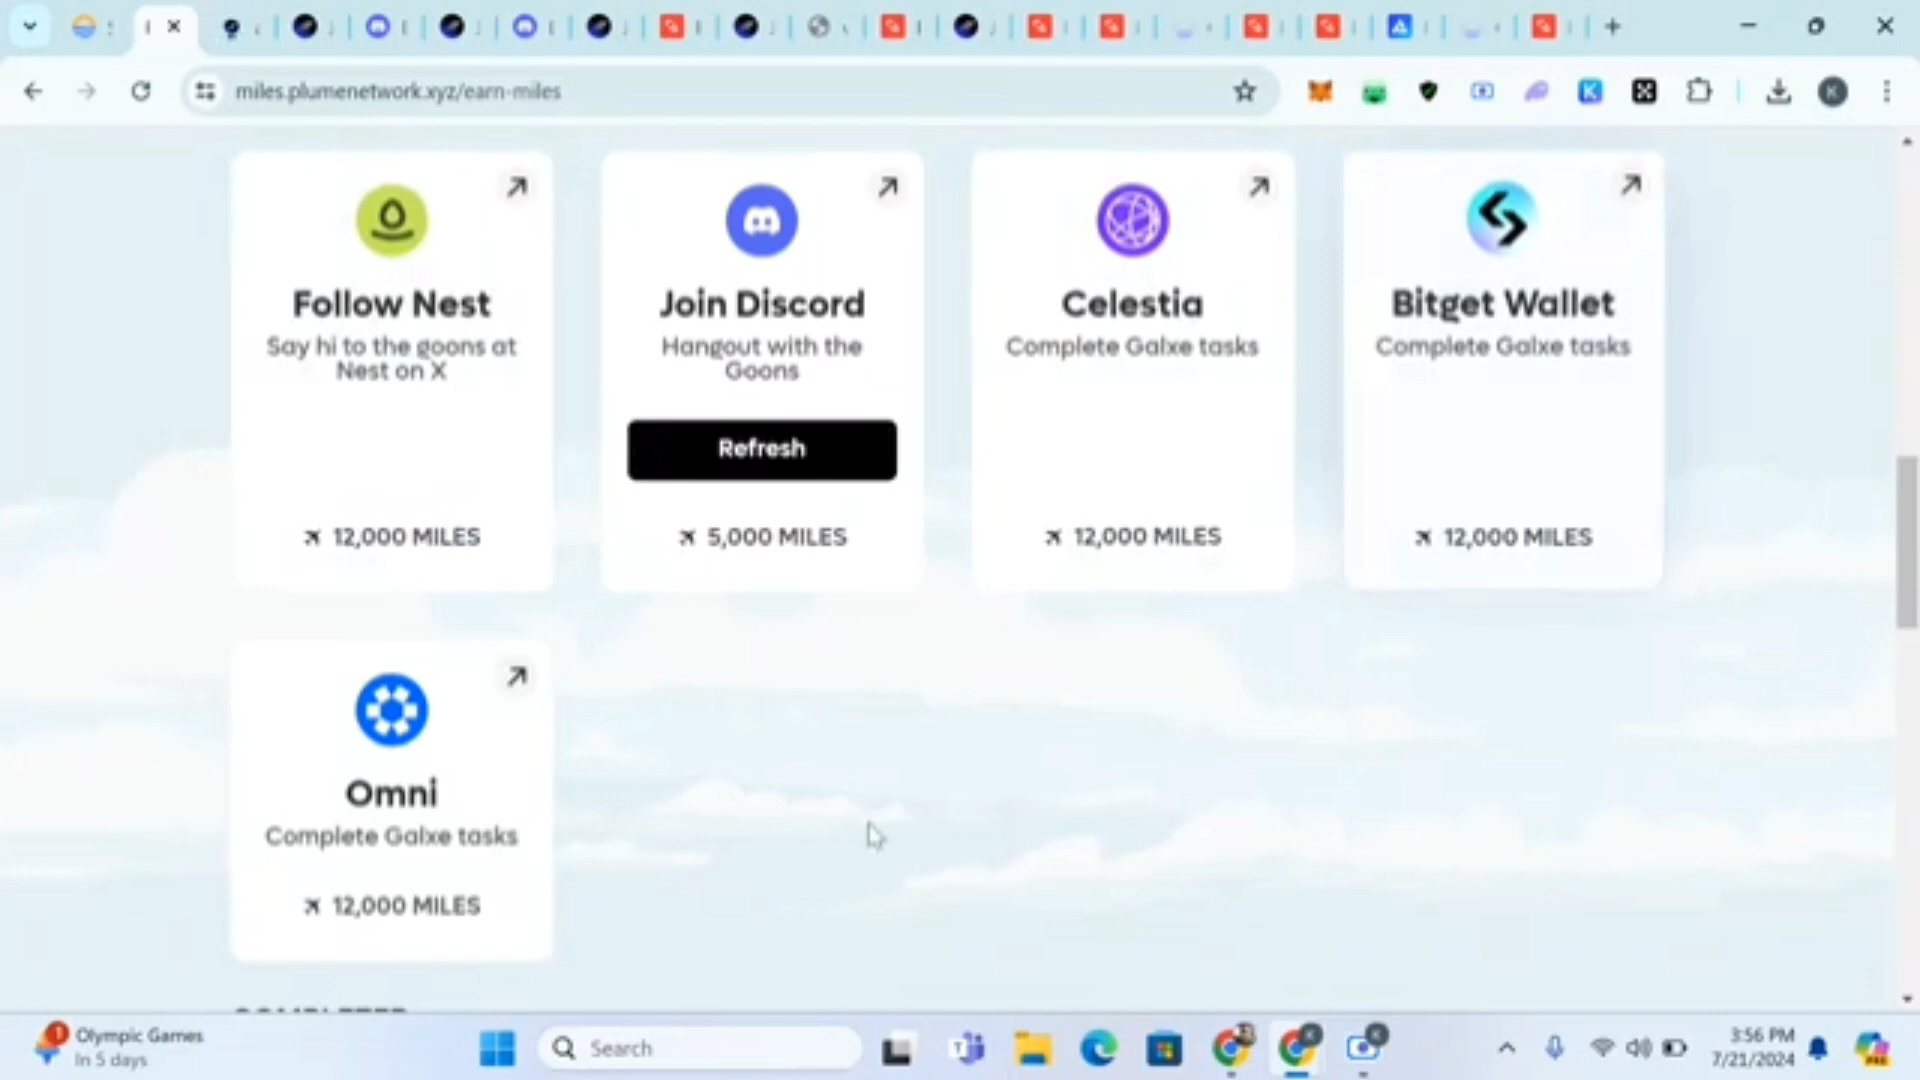 miles.plumenetwork.xyz/earn-miles
Follow Nest
Say hi to the goons at
Nest on X
12,000 MILES
Join Discord
Hangout with the
Goons
Refresh
5,000 MILES
Celestia
Complete Galxe tasks
12,000 MILES
Bitget Wallet
Complete Galxe tasks
12,000 MILES
Omni
Complete Galxe tasks
12,000 MILES
1
Olympic Games
In 5 days
Search
3:56 PM
7/21/2024